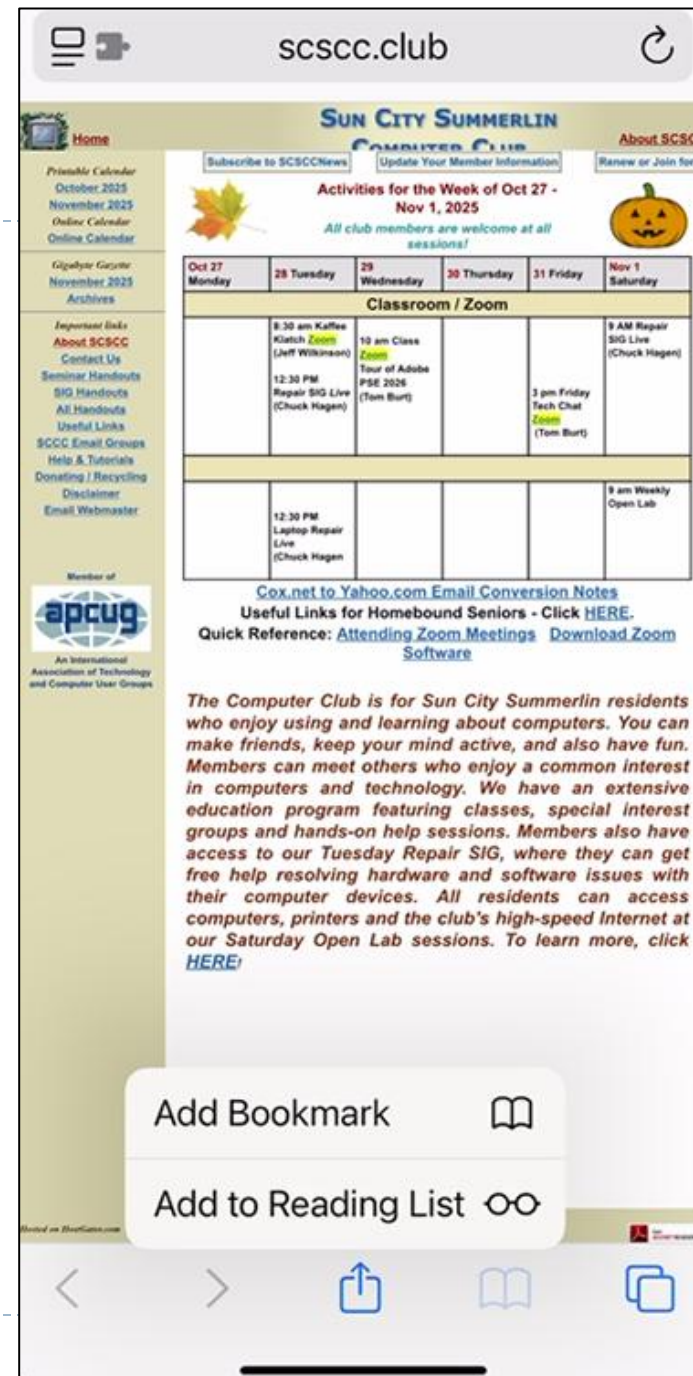 scscc.club
Home
SUN CITY SUMMERLIN
COMPUTER CLUB
About SCSC
Subscribe to SCSCCNews
Update Your Member Information
Renew or Join for
Printable Calendar
October 2025
November 2025
Online Calendar
Online Calendar
Gigabyte Gazette
November 2025
Archives
Important links
About SCSCC
Contact Us
Seminar Handouts
SIG Handouts
All Handouts
Useful Links
SCCC Email Groups
Help & Tutorials
Donating / Recycling
Disclaimer
Email Webmaster
Member of
apcug
An International
Association of Technology
and Computer User Groups
Activities for the Week of Oct 27 -
Nov 1, 2025
All club members are welcome at all
sessions!
Oct 27
Monday
28 Tuesday
29
Wednesday
30 Thursday
31 Friday
Nov 1
Saturday
Classroom / Zoom
8:30 am Kaffee
Klatch Zoom
(Jeff Wilkinson)
12:30 PM
Repair SIG Live
(Chuck Hagen)
10 am Class
Zoom
Tour of Adobe
PSE 2026
(Tom Burt)
3 pm Friday
Tech Chat
Zoom
(Tom Burt)
9 AM Repair
SIG Live
(Chuck Hagen)
12:30 PM
Laptop Repair
Live
(Chuck Hagen
9 am Weekly
Open Lab
Cox.net to Yahoo.com Email Conversion Notes
Useful Links for Homebound Seniors - Click HERE.
Quick Reference: Attending Zoom Meetings Download Zoom
Software
The Computer Club is for Sun City Summerlin residents
who enjoy using and learning about computers. You can
make friends, keep your mind active, and also have fun.
Members can meet others who enjoy a common interest
in computers and technology. We have an extensive
education program featuring classes, special interest
groups and hands-on help sessions. Members also have
access to our Tuesday Repair SIG, where they can get
free help resolving hardware and software issues with
their computer devices. All residents can access
computers, printers and the club's high-speed Internet at
our Saturday Open Lab sessions. To learn more, click
HERE!
Add Bookmark
Add to Reading List
Hosted on HostGator.com